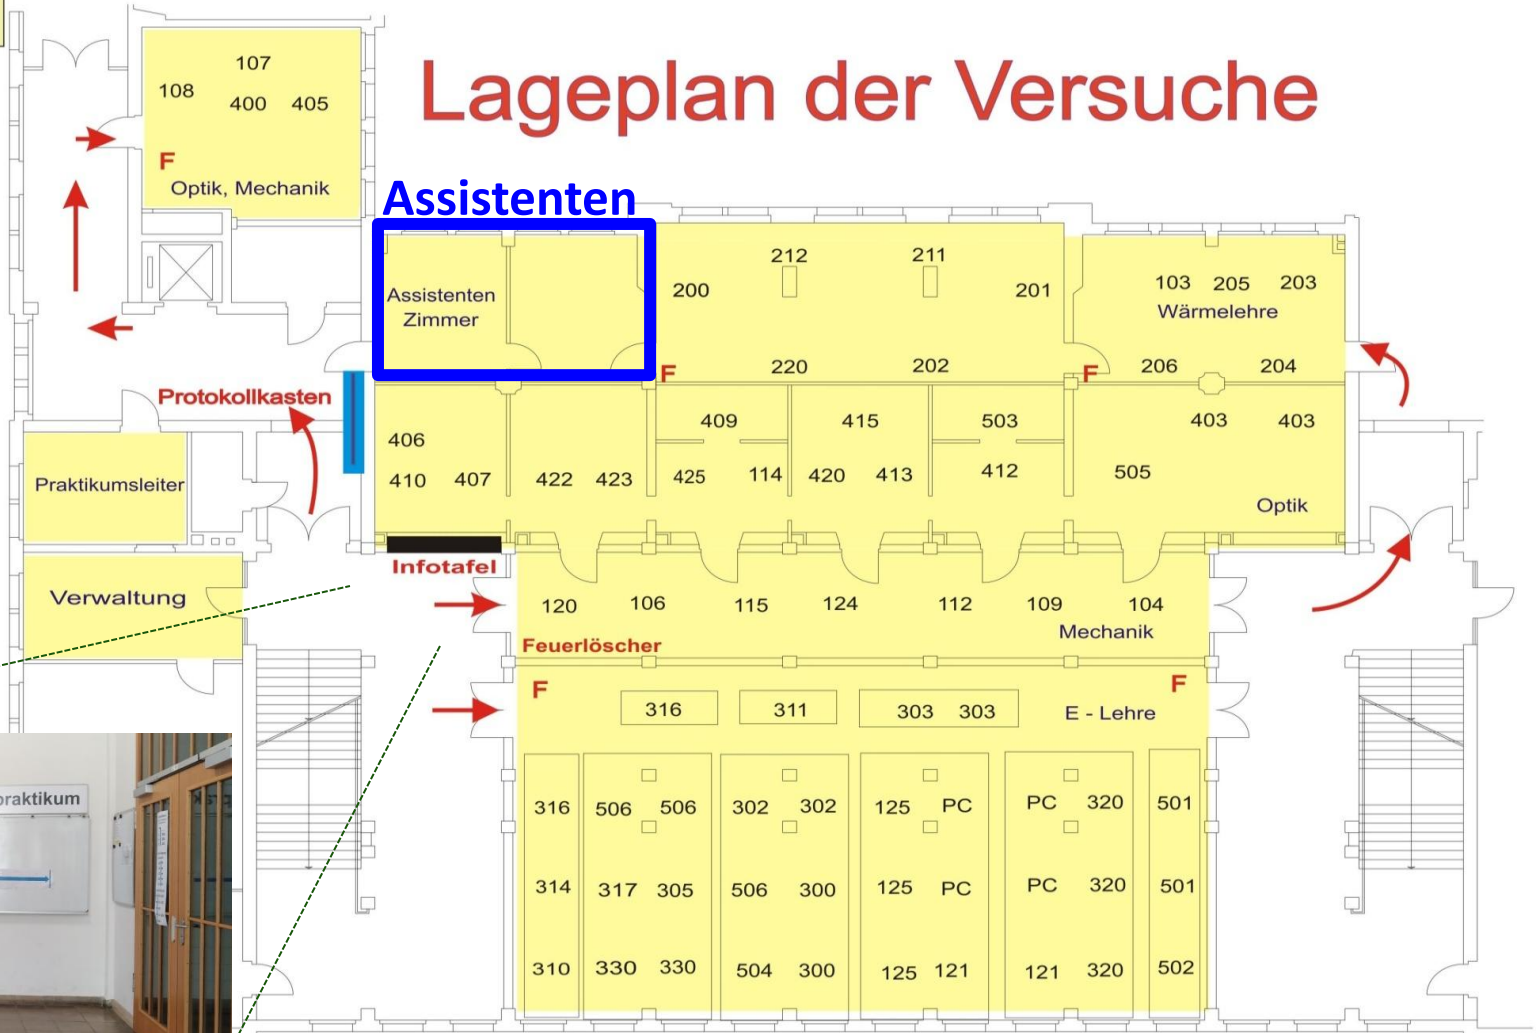 Lageplan der Versuche
107
108 400 405
F
Optik, Mechanik
Assistenten
Assistenten
Zimmer
212 211
200 201
F 220 202
103 205 203
Wärmelehre
F 206 204
Protokollkasten
Praktikumsleiter
Verwaltung
406
410 407
422 423
409
425 114
415
420 413
503
412
403 403
505
Optik
Infotafel
120 106 115 124 112 109 104
Mechanik
Feuerlöscher
F F
316 311 303 303 E - Lehre
316 506 506 302 302 125 PC PC 320 501
314 317 305 506 300 125 PC PC 320 501
310 330 330 504 300 125 121 121 320 502
praktikum